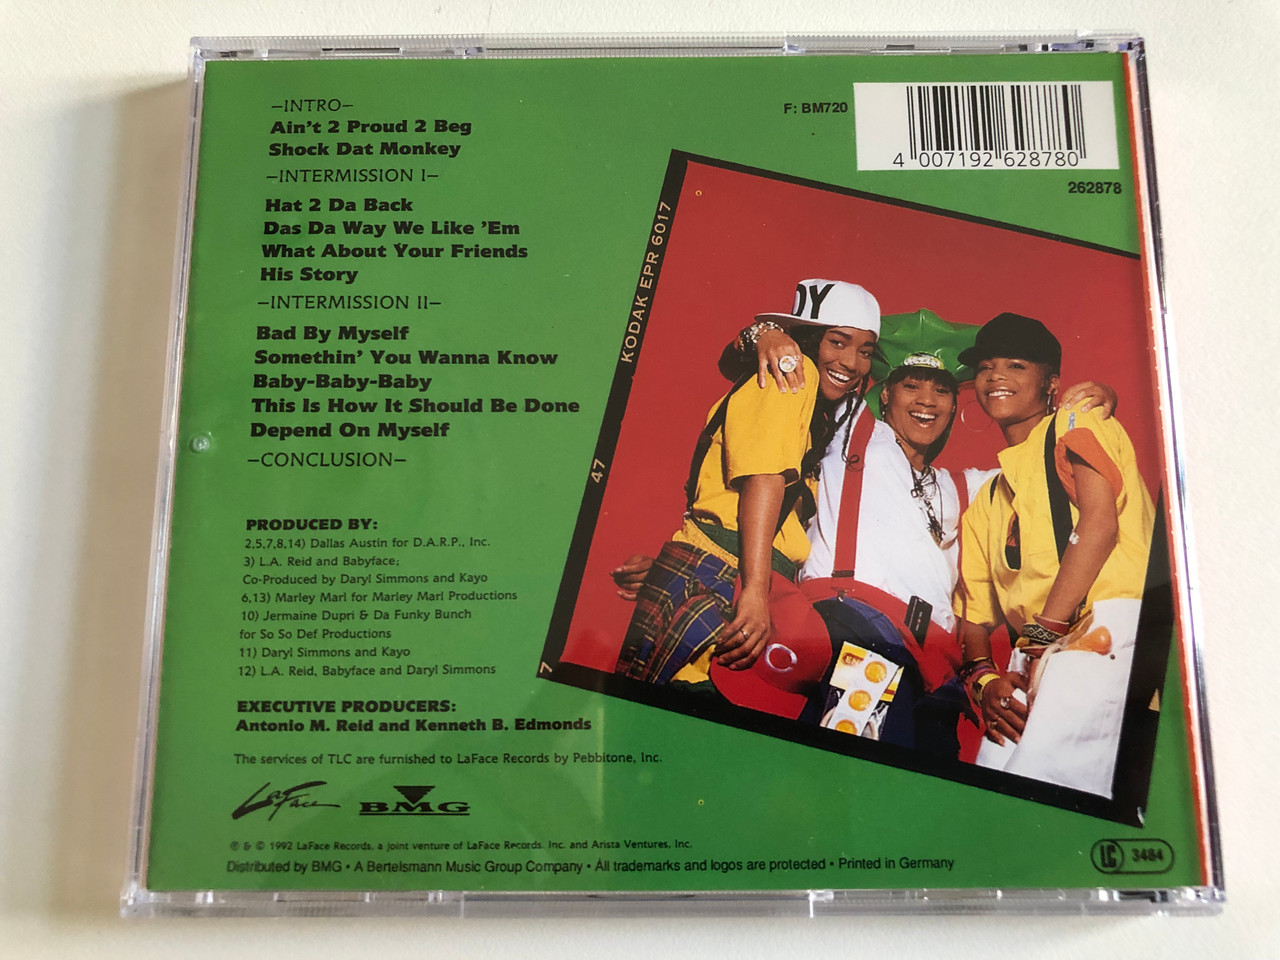 –INTRO–
Ain't 2 Proud 2 Beg
Shock Dat Monkey
–INTERMISSION I–
Hat 2 Da Back
Das Da Way We Like 'Em
What About Your Friends
His Story
–INTERMISSION II–
Bad By Myself
Somethin' You Wanna Know
Baby-Baby-Baby
This Is How It Should Be Done
Depend On Myself
–CONCLUSION–
PRODUCED BY:
2,5,7,8,14) Dallas Austin for D.A.R.P., Inc.
3) L.A. Reid and Babyface;
Co-Produced by Daryl Simmons and Kayo
6,13) Marley Marl for Marley Marl Productions
10) Jermaine Dupri & Da Funky Bunch
for So So Def Productions
11) Daryl Simmons and Kayo
12) L.A. Reid, Babyface and Daryl Simmons
EXECUTIVE PRODUCERS:
Antonio M. Reid and Kenneth B. Edmonds
The services of TLC are furnished to LaFace Records by Pebbitone, Inc.
LaFace
BMG
℗ & © 1992 LaFace Records, a joint venture of LaFace Records, Inc. and Arista Ventures, Inc.
Distributed by BMG • A Bertelsmann Music Group Company • All trademarks and logos are protected • Printed in Germany
F: BM720
4 007192 628780
262878
KODAK EPR 6017
47
7
DY
C
LC 3484